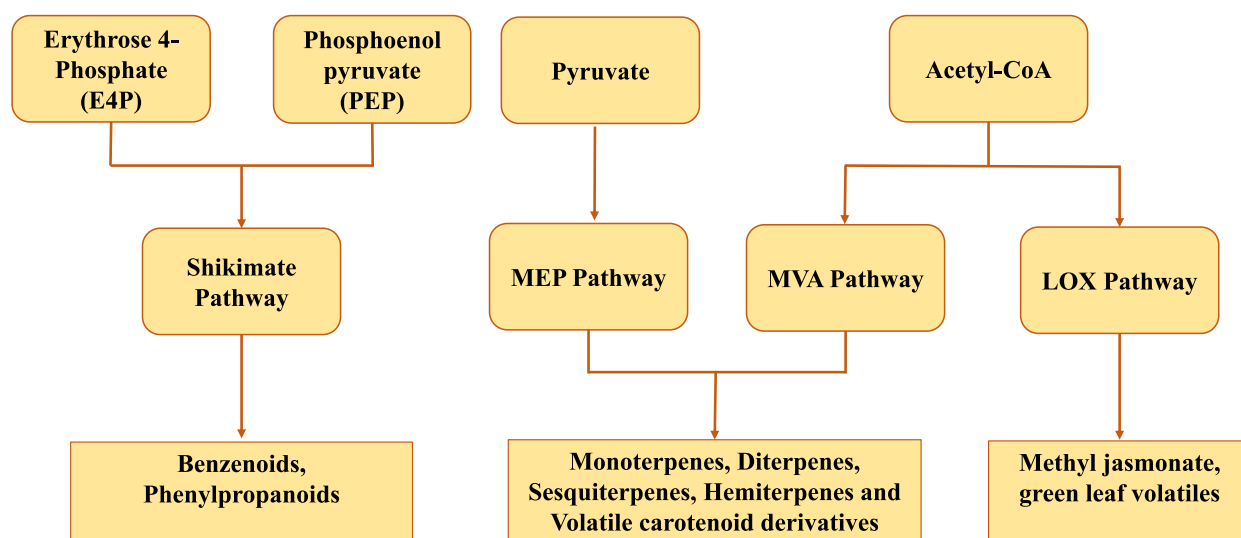 Erythrose 4-
Phosphate
(E4P)
Phosphoenol
pyruvate
(PEP)
Pyruvate
Acetyl-CoA
Shikimate
Pathway
MEP Pathway
MVA Pathway
LOX Pathway
Benzenoids,
Phenylpropanoids
Monoterpenes, Diterpenes,
Sesquiterpenes, Hemiterpenes and
Volatile carotenoid derivatives
Methyl jasmonate,
green leaf volatiles